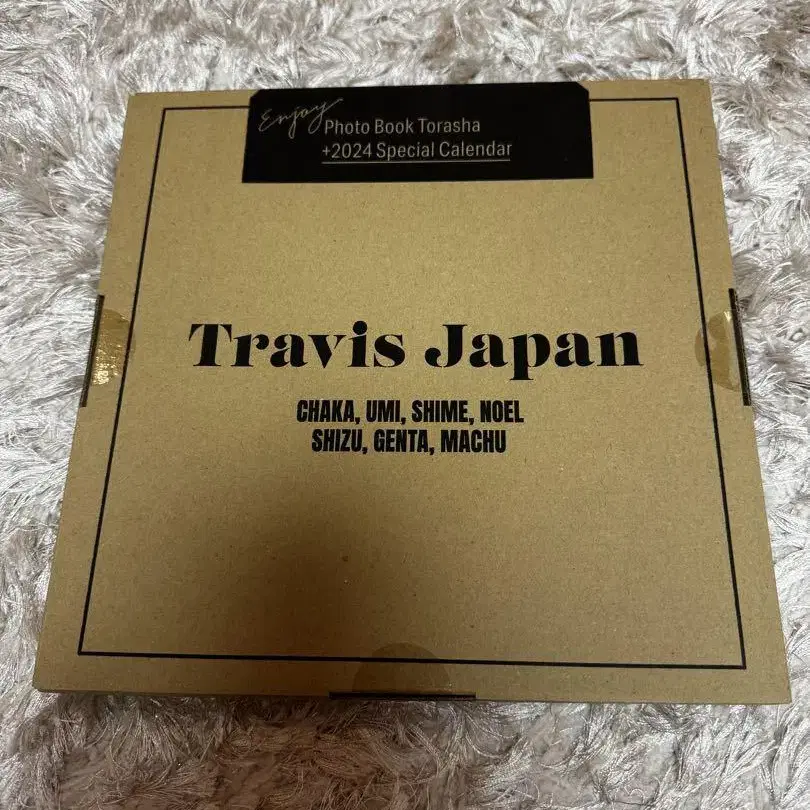 Enjoy
Photo Book Torasha
+2024 Special Calendar
Travis Japan
CHAKA, UMI, SHIME, NOEL
SHIZU, GENTA, MACHU